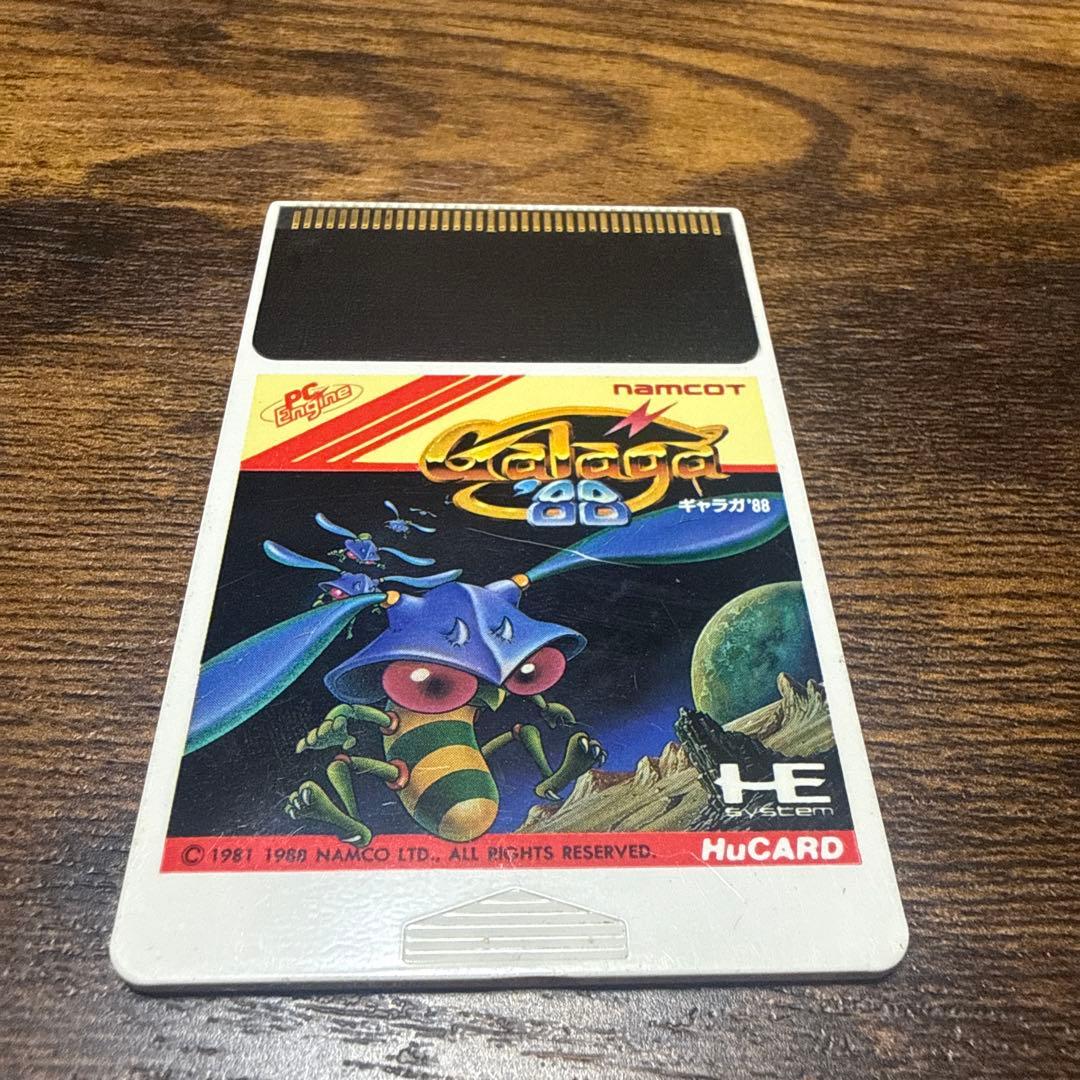 PC Engine
namcoT
Galaga
'88
ギャラガ'88
HE
system
© 1981 1988 NAMCO LTD., ALL RIGHTS RESERVED.
HuCARD